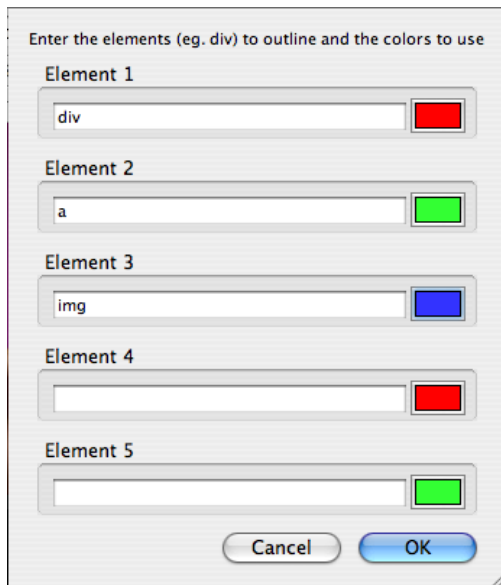 Enter the elements (eg. div) to outline and the colors to use
Element 1
div
Element 2
a
Element 3
img
Element 4
Element 5
Cancel OK